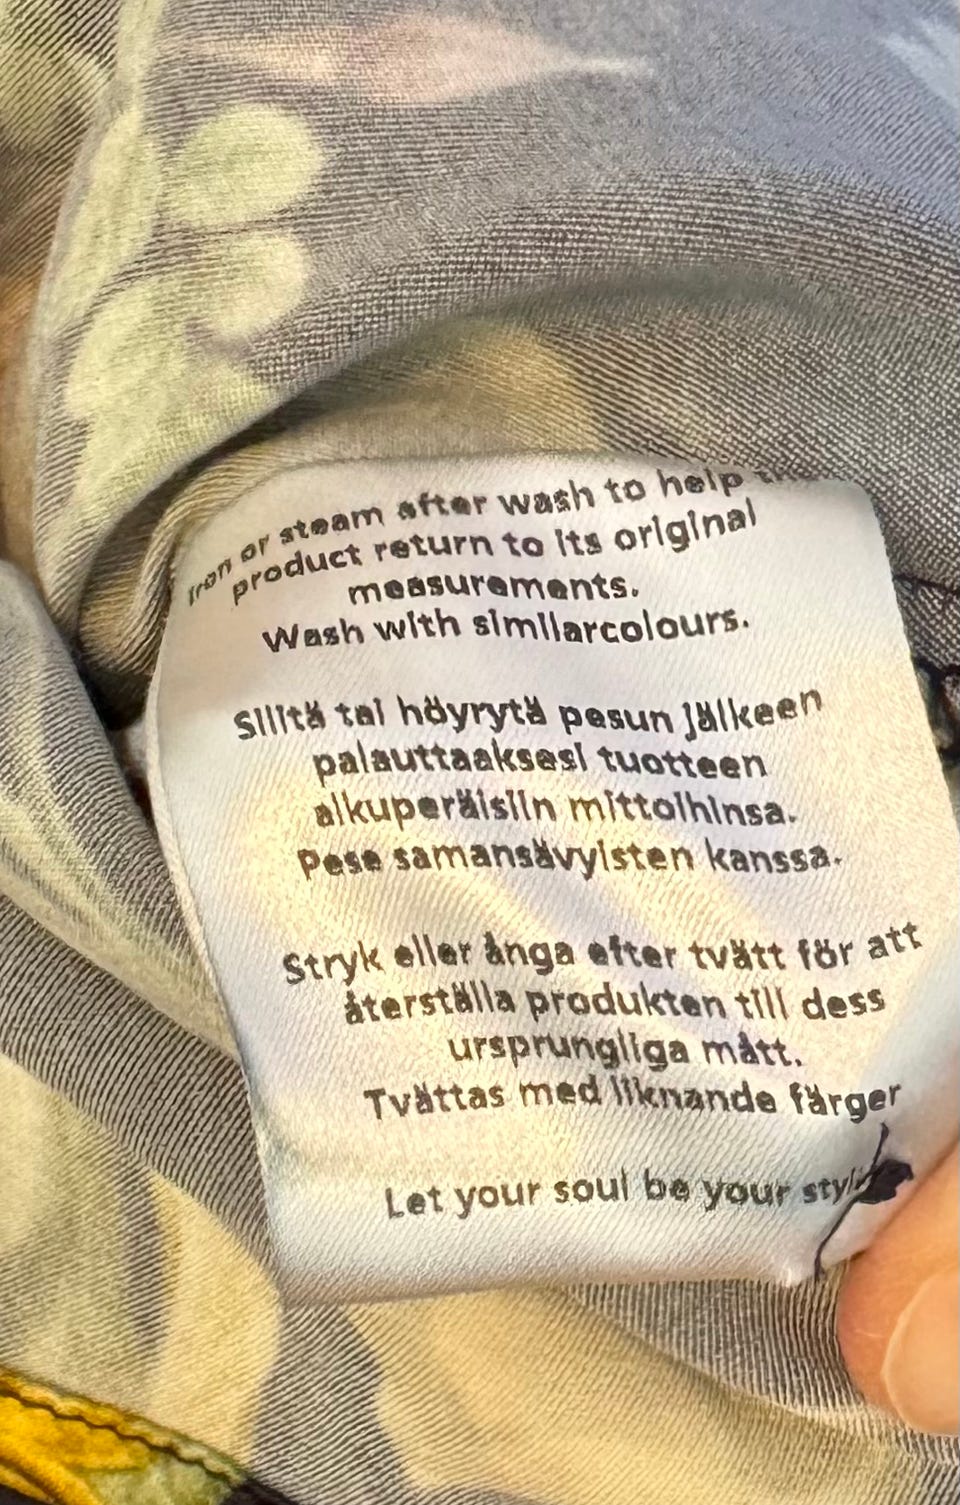 Iron or steam after wash to help the
product return to its original
measurements.
Wash with similarcolours.
Silitä tai höyrytä pesun jälkeen
palauttaaksesi tuotteen
alkuperäisiin mittoihinsa.
Pese samansävyisten kanssa.
Stryk eller ånga efter tvätt för att
återställa produkten till dess
ursprungliga mått.
Tvättas med liknande färger
Let your soul be your